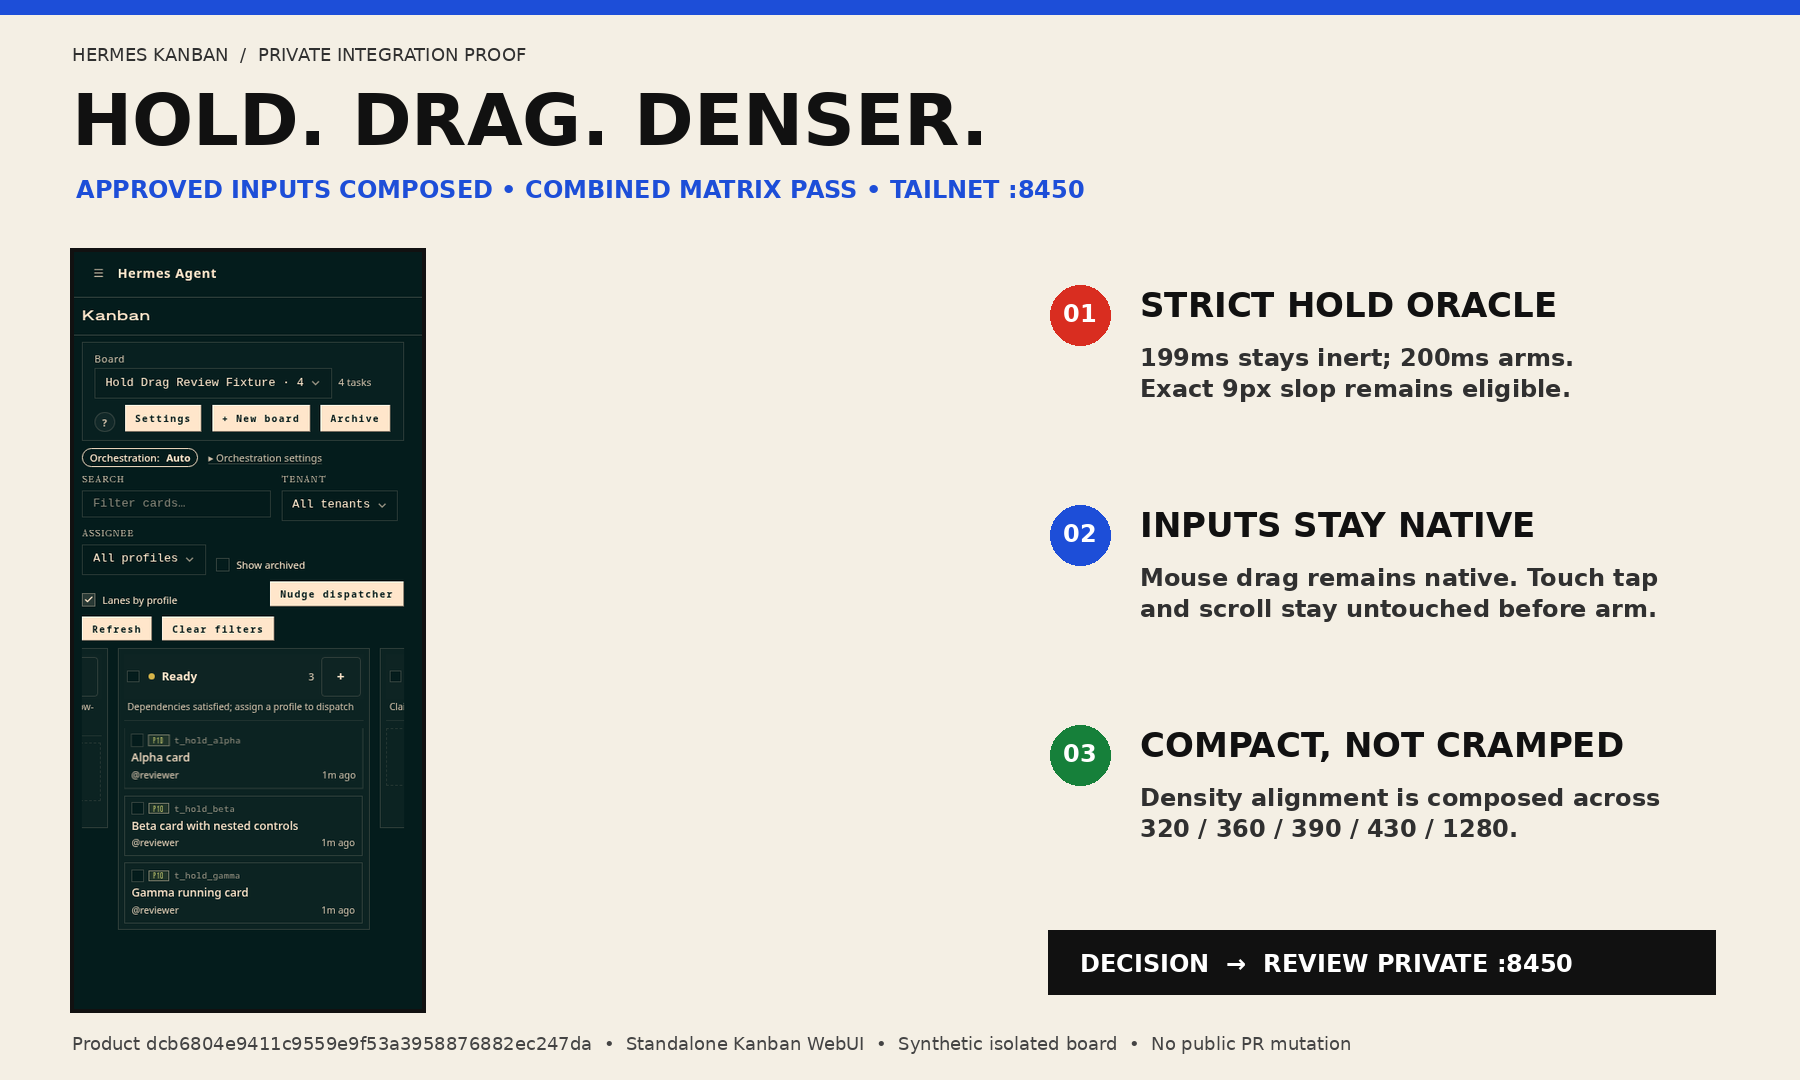 HERMES KANBAN / PRIVATE INTEGRATION PROOF
HOLD. DRAG. DENSER.
APPROVED INPUTS COMPOSED • COMBINED MATRIX PASS • TAILNET :8450
☰ Hermes Agent
Kanban
Board
Hold Drag Review Fixture · 4
4 tasks
?
Settings
+ New board
Archive
Orchestration: Auto
▸ Orchestration settings
SEARCH
TENANT
Filter cards…
All tenants
ASSIGNEE
All profiles
Show archived
Lanes by profile
Nudge dispatcher
Refresh
Clear filters
Ready
3
+
ow-
Dependencies satisfied; assign a profile to dispatch
Clai
P10 t_hold_alpha
Alpha card
@reviewer
1m ago
P10 t_hold_beta
Beta card with nested controls
@reviewer
1m ago
P10 t_hold_gamma
Gamma running card
@reviewer
1m ago
01 STRICT HOLD ORACLE
199ms stays inert; 200ms arms.
Exact 9px slop remains eligible.
02 INPUTS STAY NATIVE
Mouse drag remains native. Touch tap
and scroll stay untouched before arm.
03 COMPACT, NOT CRAMPED
Density alignment is composed across
320 / 360 / 390 / 430 / 1280.
DECISION → REVIEW PRIVATE :8450
Product dcb6804e9411c9559e9f53a3958876882ec247da • Standalone Kanban WebUI • Synthetic isolated board • No public PR mutation